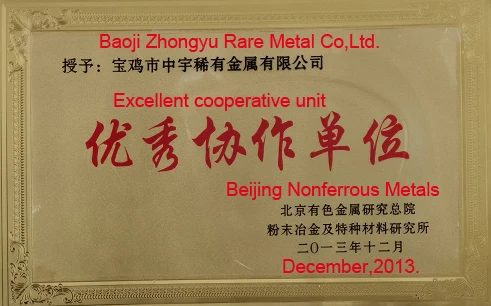 Baoji Zhongyu Rare Metal Co,Ltd.
授予：宝鸡市中宇稀有金属有限公司
Excellent cooperative unit
优秀协作单位
Beijing Nonferrous Metals
北京有色金属研究总院
粉末冶金及特种材料研究所
二〇一三年十二月
December,2013.